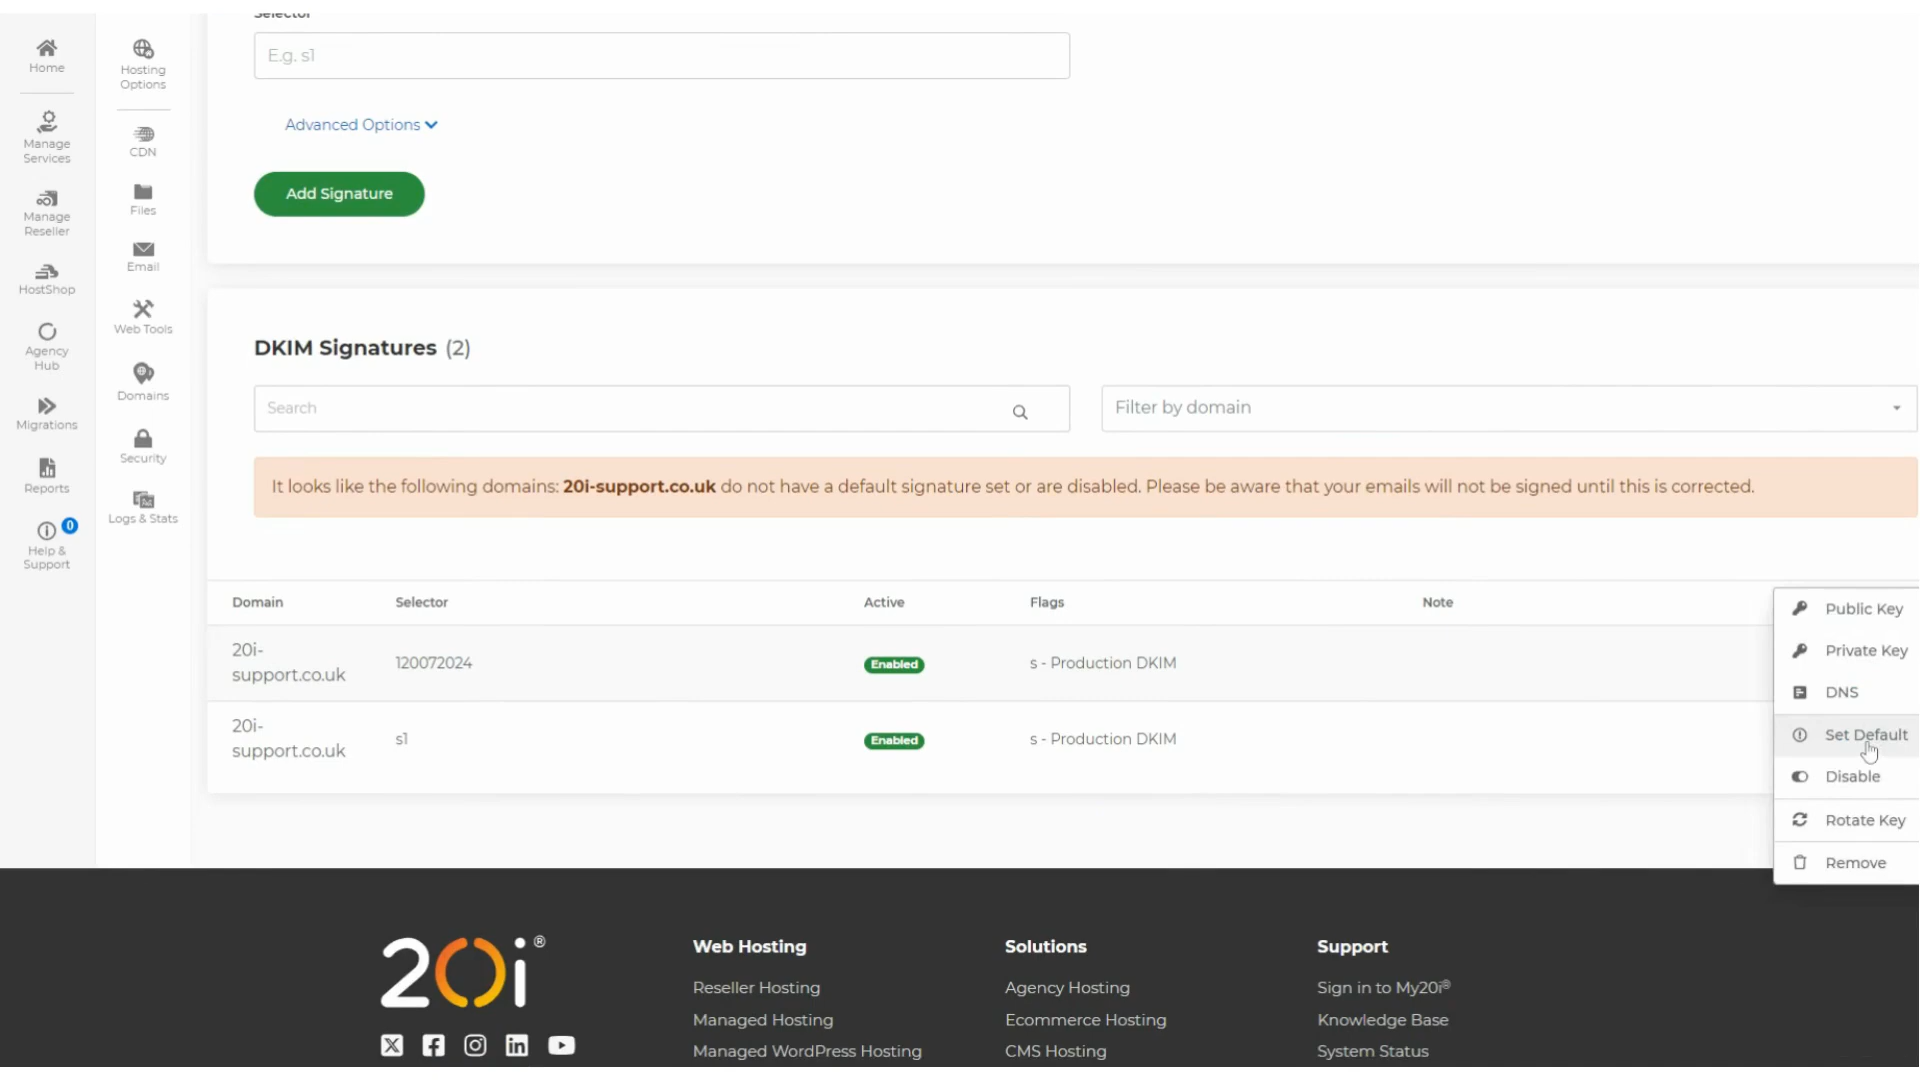 Selector
Home
Hosting
Options
E.g. s1
Advanced Options
Manage
Services
CDN
Add Signature
Manage
Reseller
Files
Email
HostShop
Web Tools
Agency
Hub
DKIM Signatures (2)
Domains
Search
Filter by domain
Migrations
Security
Reports
It looks like the following domains: 20i-support.co.uk do not have a default signature set or are disabled. Please be aware that your emails will not be signed until this is corrected.
Logs & Stats
0
Help &
Support
Domain Selector Active Flags Note
20i-
support.co.uk
120072024 Enabled s - Production DKIM
20i-
support.co.uk
s1 Enabled s - Production DKIM
Public Key
Private Key
DNS
Set Default
Disable
Rotate Key
Remove
20i®
Web Hosting
Reseller Hosting
Managed Hosting
Managed WordPress Hosting
Solutions
Agency Hosting
Ecommerce Hosting
CMS Hosting
Support
Sign in to My20i®
Knowledge Base
System Status